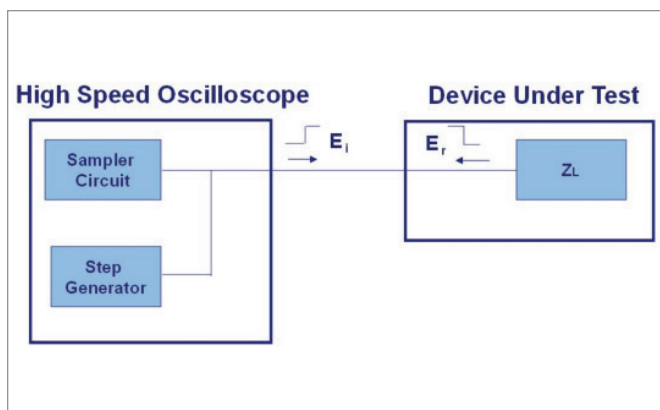 High Speed Oscilloscope
Device Under Test
Sampler
Circuit
Step
Generator
Ei
Er
ZL